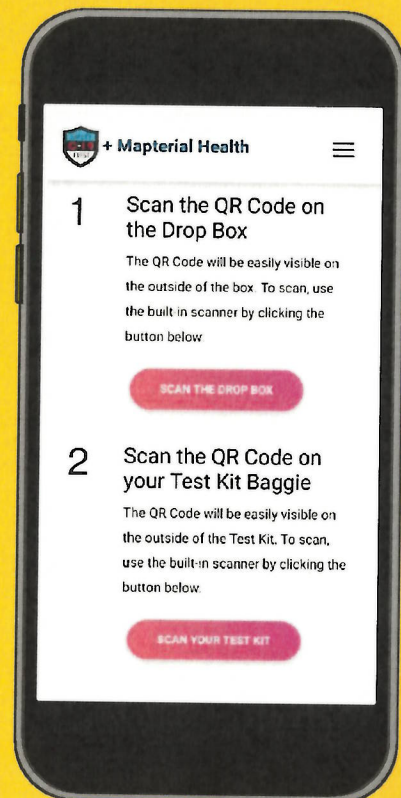 + Mapterial Health
1 Scan the QR Code on
the Drop Box
The QR Code will be easily visible on
the outside of the box. To scan, use
the built-in scanner by clicking the
button below
SCAN THE DROP BOX
2 Scan the QR Code on
your Test Kit Baggie
The QR Code will be easily visible on
the outside of the Test Kit. To scan,
use the built-in scanner by clicking the
button below.
SCAN YOUR TEST KIT